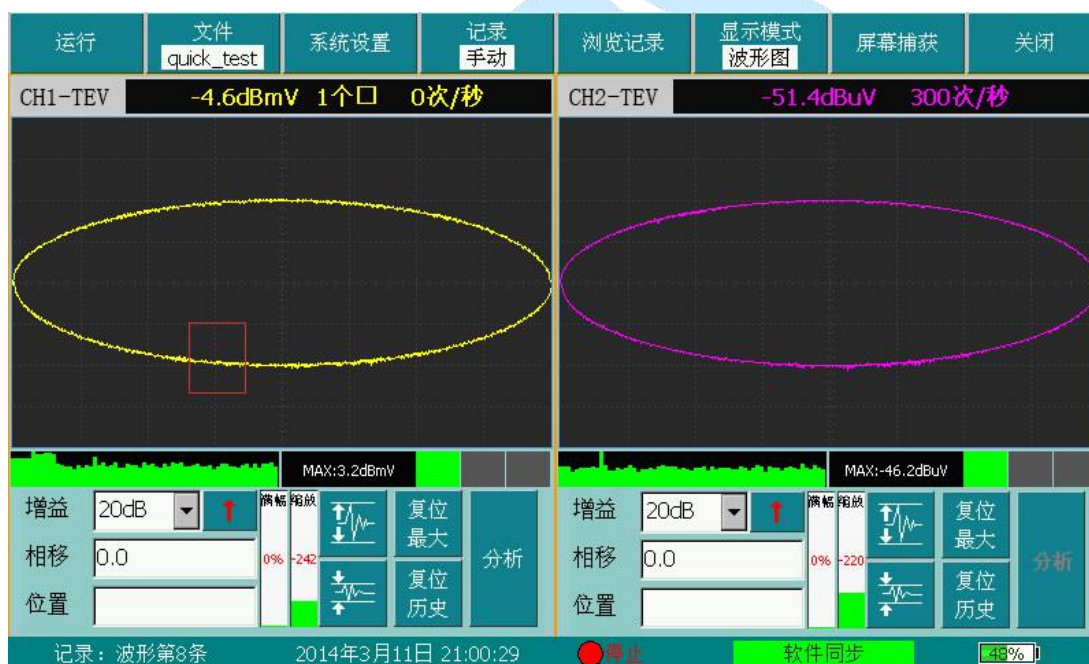 运行 文件 系统设置 记录 浏览记录 显示模式 屏幕捕获 关闭
quick_test 手动 波形图
CH1-TEV -4.6dBmV 1个口 0次/秒 CH2-TEV -51.4dBuV 300次/秒
MAX:3.2dBmV MAX:-46.2dBuV
增益 20dB 满幅 缩放 复位 最大 增益 20dB 满幅 缩放 复位 最大
相移 0.0 0% -242 分析 相移 0.0 0% -220 分析
位置 复位 历史 位置 复位 历史
记录：波形第8条 2014年3月11日 21:00:29 停止 软件同步 48%